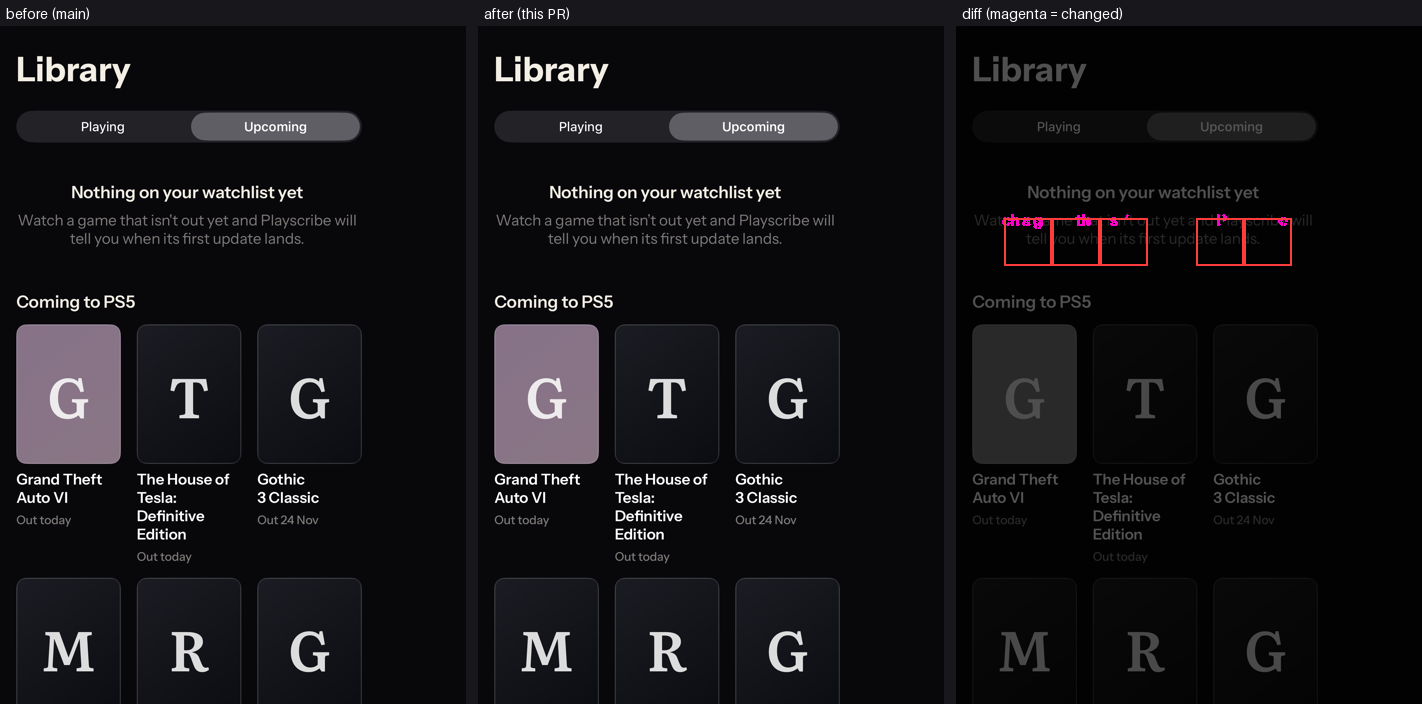 before (main)
Library
Playing Upcoming
Nothing on your watchlist yet
Watch a game that isn't out yet and Playscribe will
tell you when its first update lands.
Coming to PS5
G T G
Grand Theft
Auto VI
Out today
The House of
Tesla:
Definitive
Edition
Out today
Gothic
3 Classic
Out 24 Nov
M R G
after (this PR)
Library
Playing Upcoming
Nothing on your watchlist yet
Watch a game that isn't out yet and Playscribe will
tell you when its first update lands.
Coming to PS5
G T G
Grand Theft
Auto VI
Out today
The House of
Tesla:
Definitive
Edition
Out today
Gothic
3 Classic
Out 24 Nov
M R G
diff (magenta = changed)
Library
Playing Upcoming
Nothing on your watchlist yet
tell you when its first update lands.
Coming to PS5
G T G
Grand Theft
Auto VI
Out today
The House of
Tesla:
Definitive
Edition
Out today
Gothic
3 Classic
Out 24 Nov
M R G